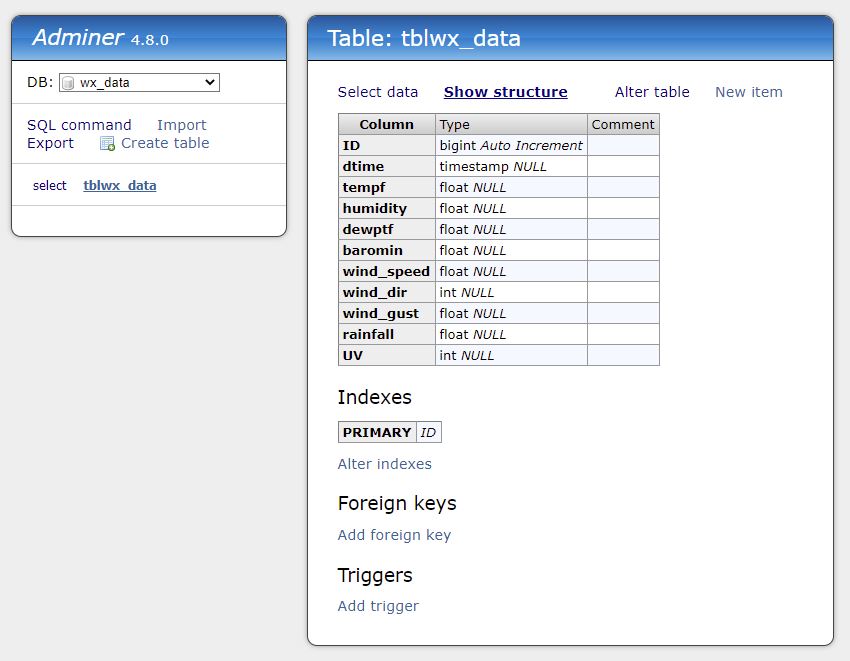 Adminer 4.8.0
DB: wx_data
SQL command Import
Export Create table
select tblwx_data
Table: tblwx_data
Select data Show structure Alter table New item
Column Type Comment
ID bigint Auto Increment
dtime timestamp NULL
tempf float NULL
humidity float NULL
dewptf float NULL
baromin float NULL
wind_speed float NULL
wind_dir int NULL
wind_gust float NULL
rainfall float NULL
UV int NULL
Indexes
PRIMARY ID
Alter indexes
Foreign keys
Add foreign key
Triggers
Add trigger